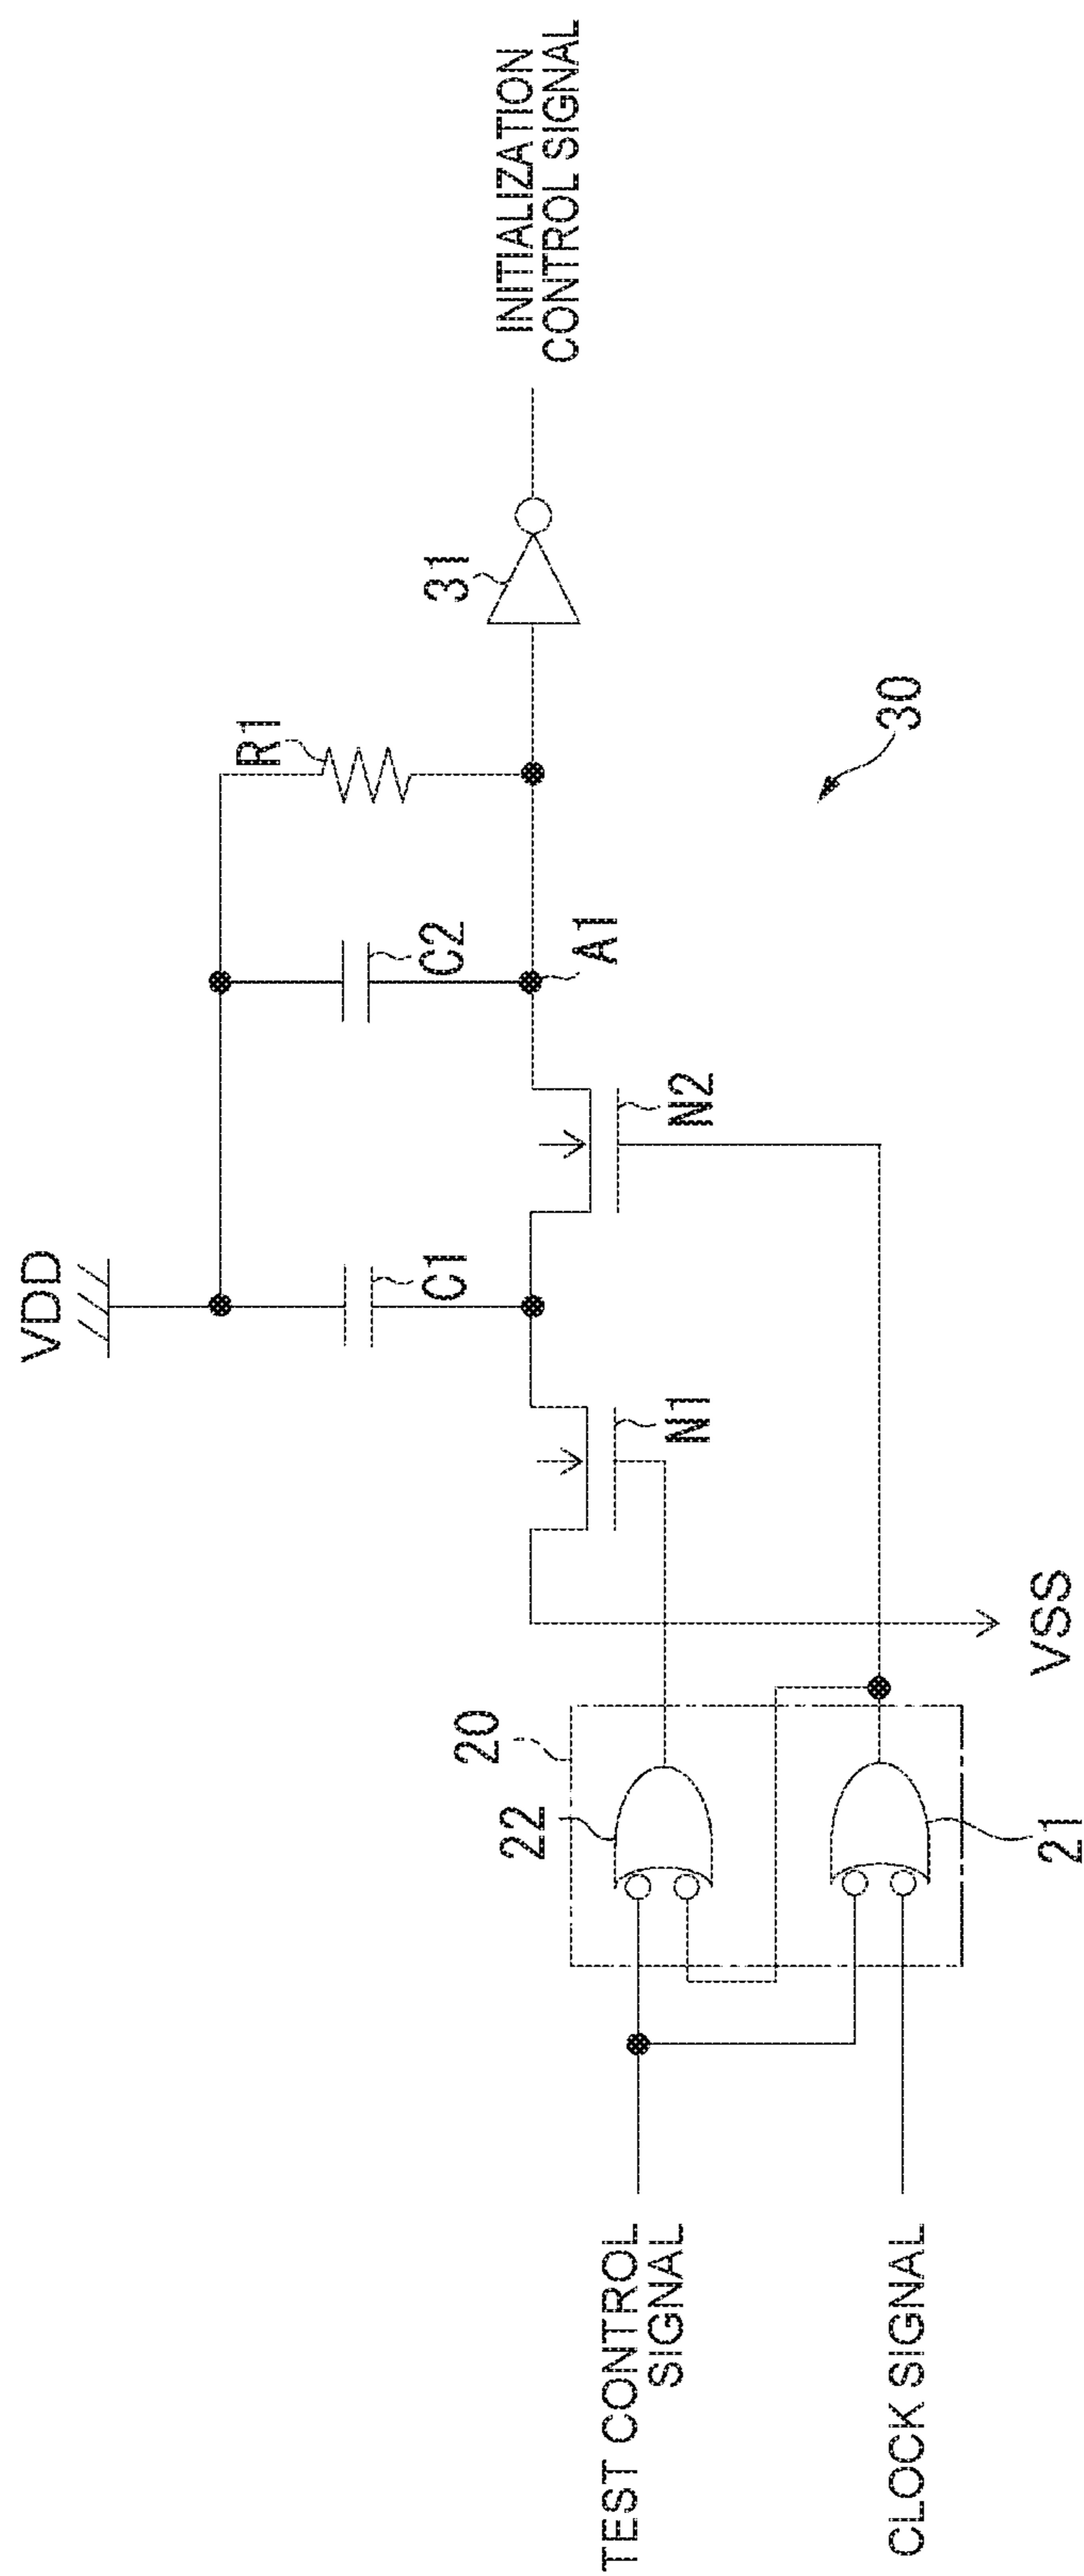 VDD
R1
C1
C2
31
INITIALIZATION
CONTROL SIGNAL
A1
N1
N2
30
20
22
21
VSS
TEST CONTROL
SIGNAL
CLOCK SIGNAL